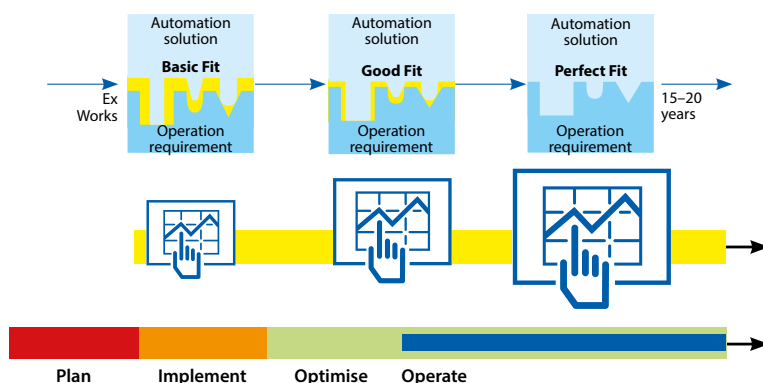 Automation
solution
Basic Fit
Operation
requirement
Automation
solution
Good Fit
Operation
requirement
Automation
solution
Perfect Fit
Operation
requirement
Ex
Works
15–20
years
Plan
Implement
Optimise
Operate